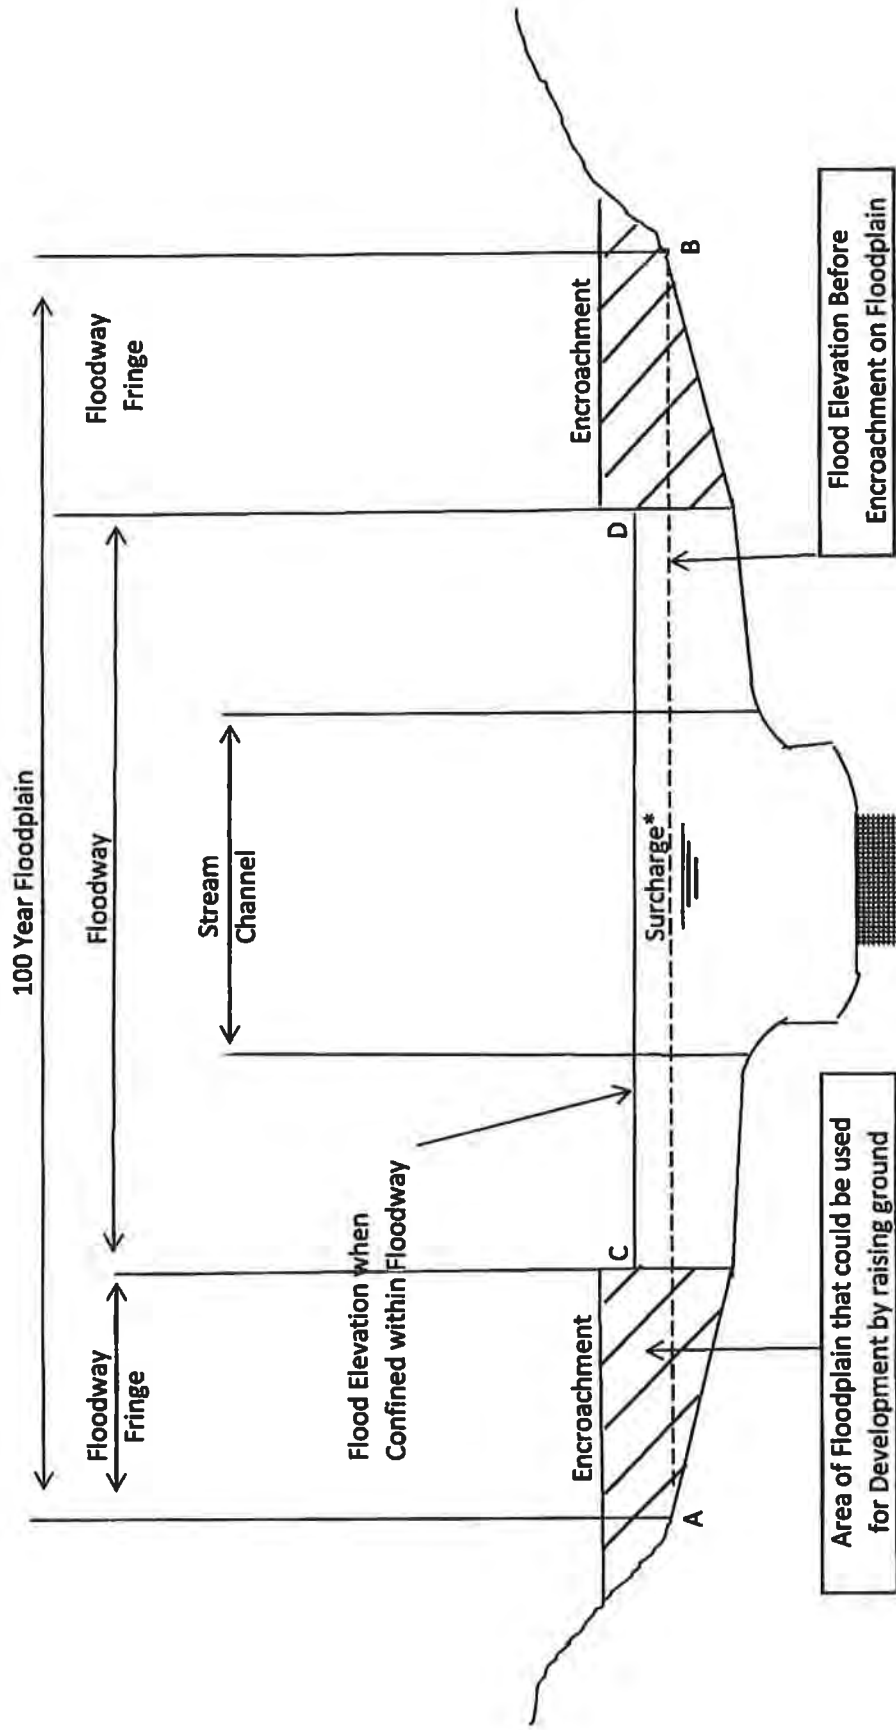 100 Year Floodplain
Floodway
Fringe
Floodway
Floodway
Fringe
Stream
Channel
Flood Elevation when
Confined within Floodway
Encroachment
Encroachment
C
D
Surcharge*
A
B
Area of Floodplain that could be used
for Development by raising ground
Flood Elevation Before
Encroachment on Floodplain